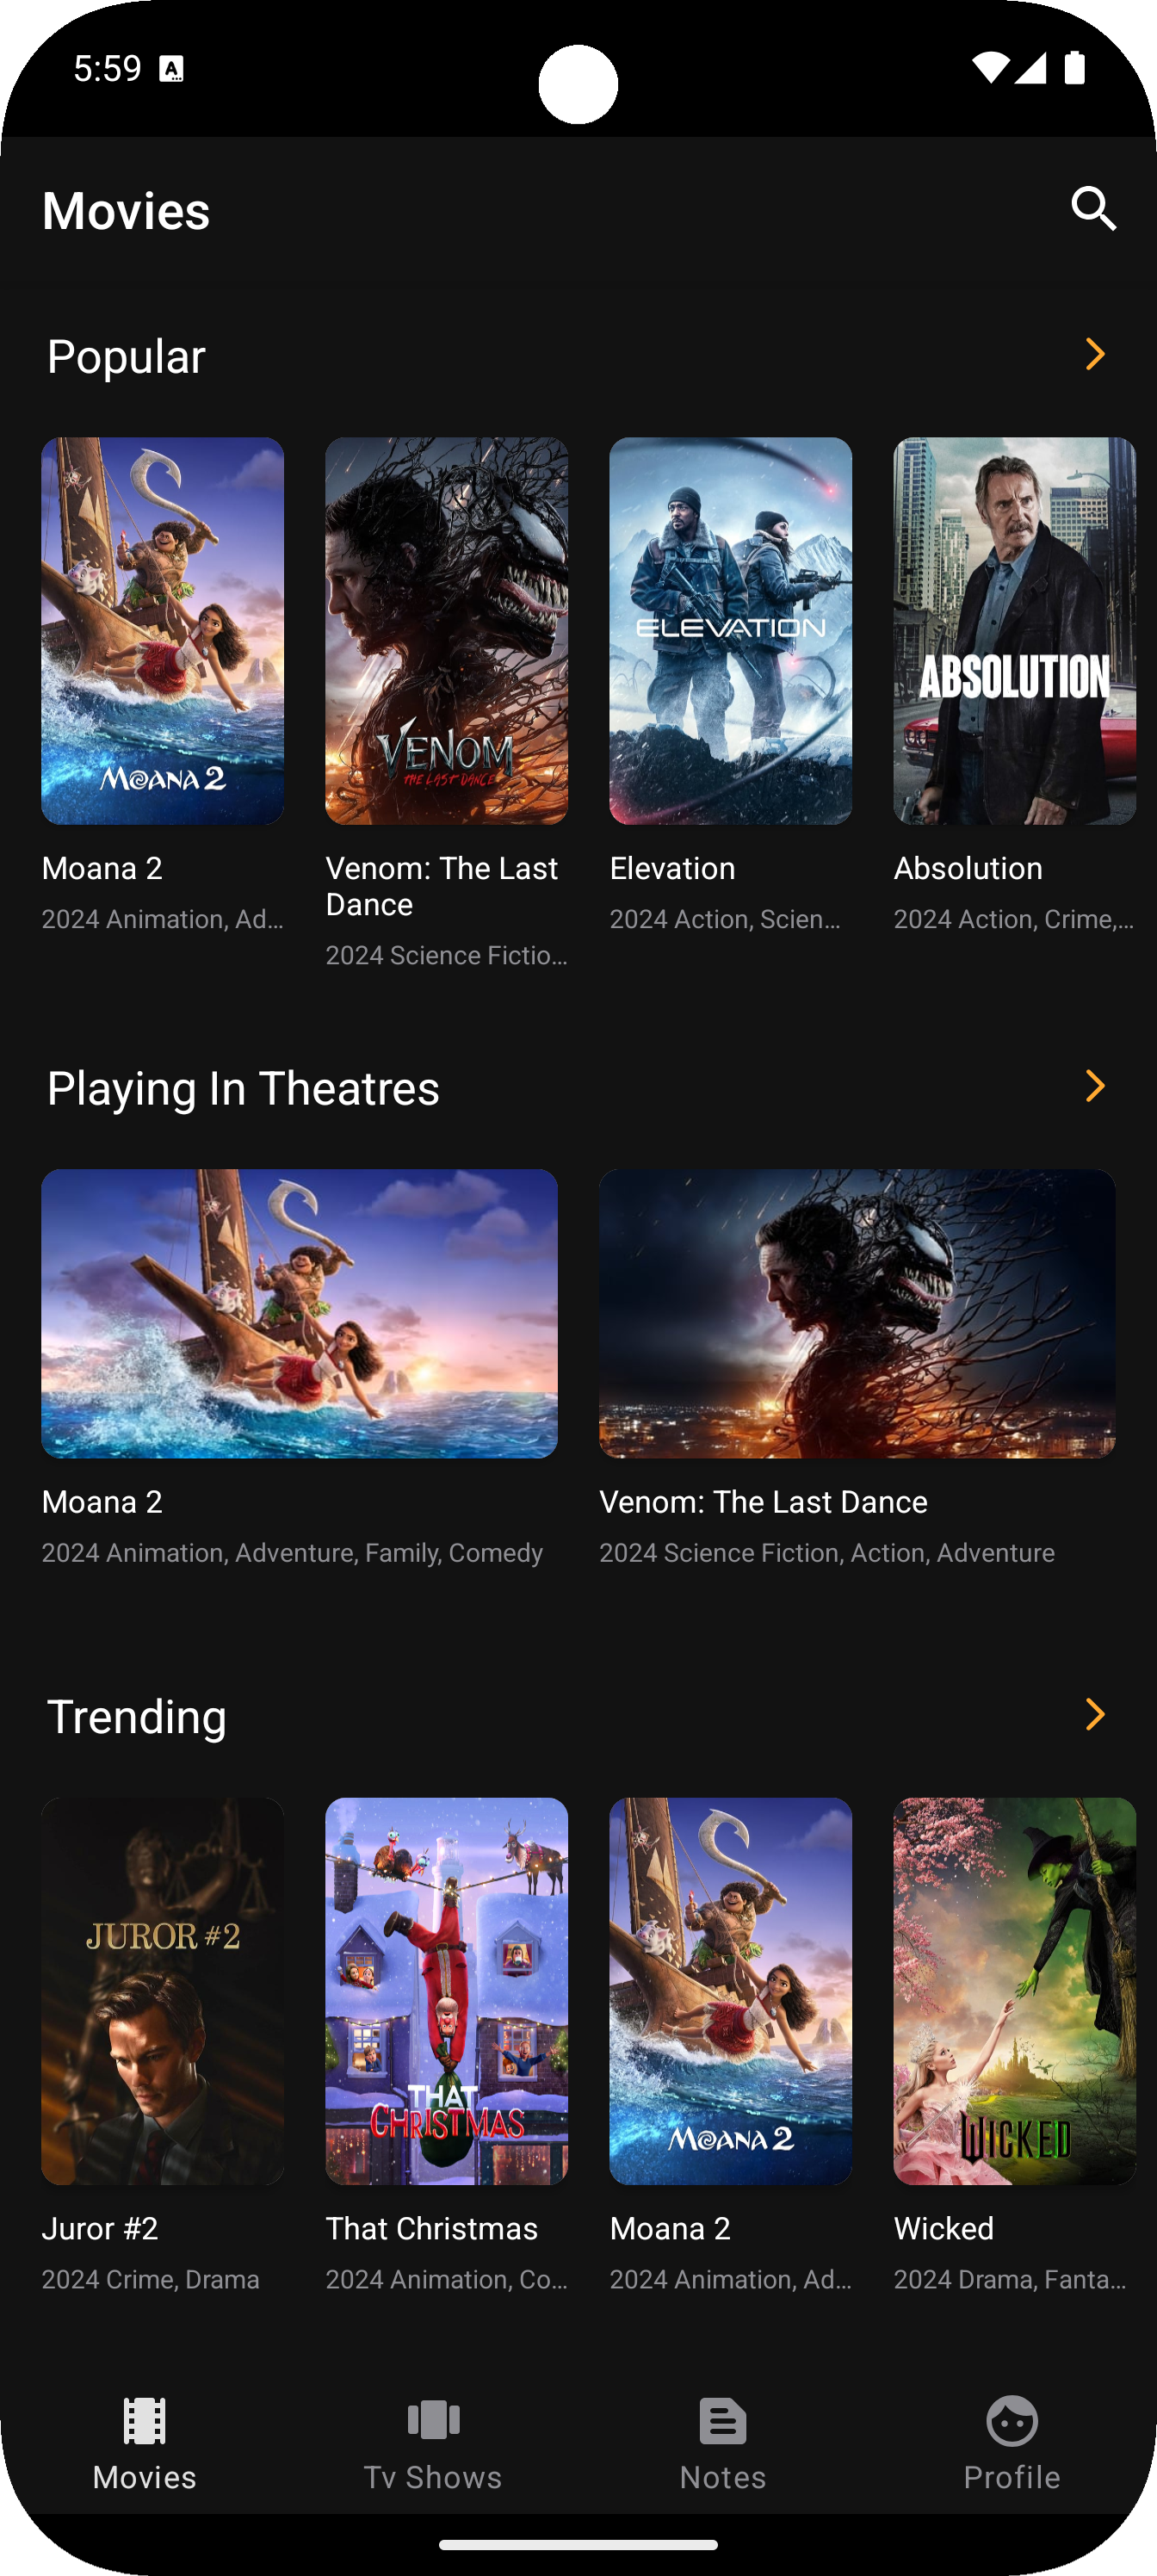 5:59
Movies
Popular
MOANA 2
VENOM
THE LAST DANCE
ELEVATION
ABSOLUTION
Moana 2
Venom: The Last
Dance
Elevation
Absolution
2024 Animation, Ad...
2024 Science Fictio...
2024 Action, Scien...
2024 Action, Crime,...
Playing In Theatres
Moana 2
Venom: The Last Dance
2024 Animation, Adventure, Family, Comedy
2024 Science Fiction, Action, Adventure
Trending
JUROR #2
THAT
CHRISTMAS
MOANA 2
WICKED
Juror #2
That Christmas
Moana 2
Wicked
2024 Crime, Drama
2024 Animation, Co...
2024 Animation, Ad...
2024 Drama, Fanta...
Movies
Tv Shows
Notes
Profile